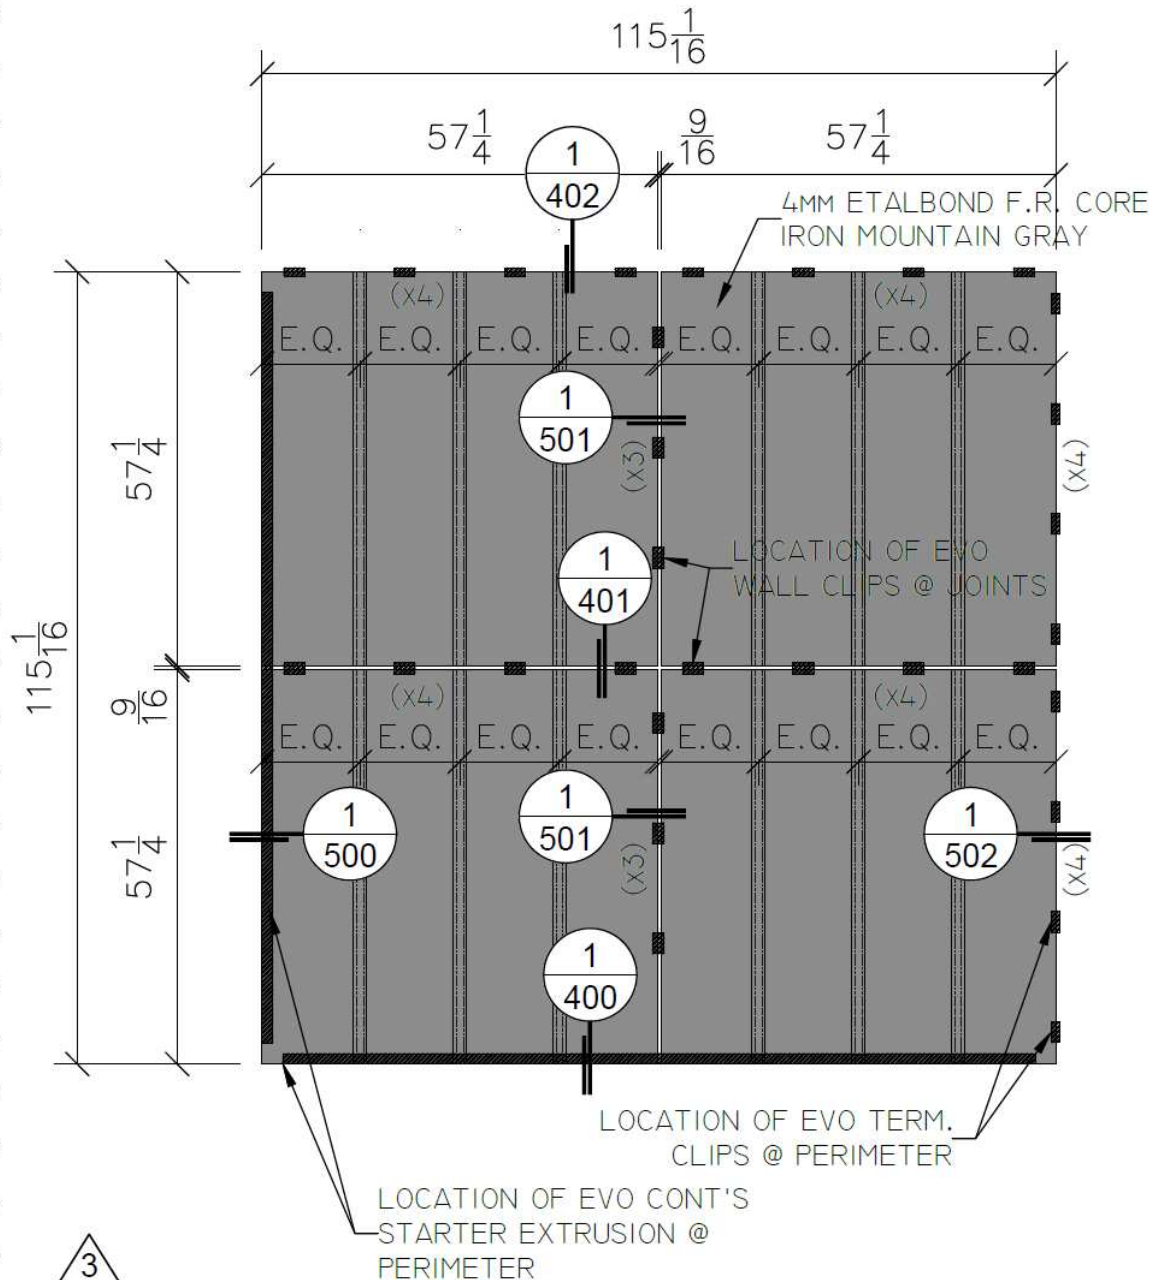 115 1/16
57 1/4 9/16 57 1/4
1
402
4MM ETALBOND F.R. CORE
IRON MOUNTAIN GRAY
(X4) (X4)
E.Q. E.Q. E.Q. E.Q. E.Q. E.Q. E.Q. E.Q.
1
501
57 1/4
(X3)
(X4)
LOCATION OF EVO
WALL CLIPS @ JOINTS
1
401
115 1/16
9/16
(X4) (X4)
E.Q. E.Q. E.Q. E.Q. E.Q. E.Q. E.Q. E.Q.
1
501
1
500
1
502
57 1/4
(X3)
(X4)
1
400
LOCATION OF EVO TERM.
CLIPS @ PERIMETER
LOCATION OF EVO CONT'S
STARTER EXTRUSION @
PERIMETER
3